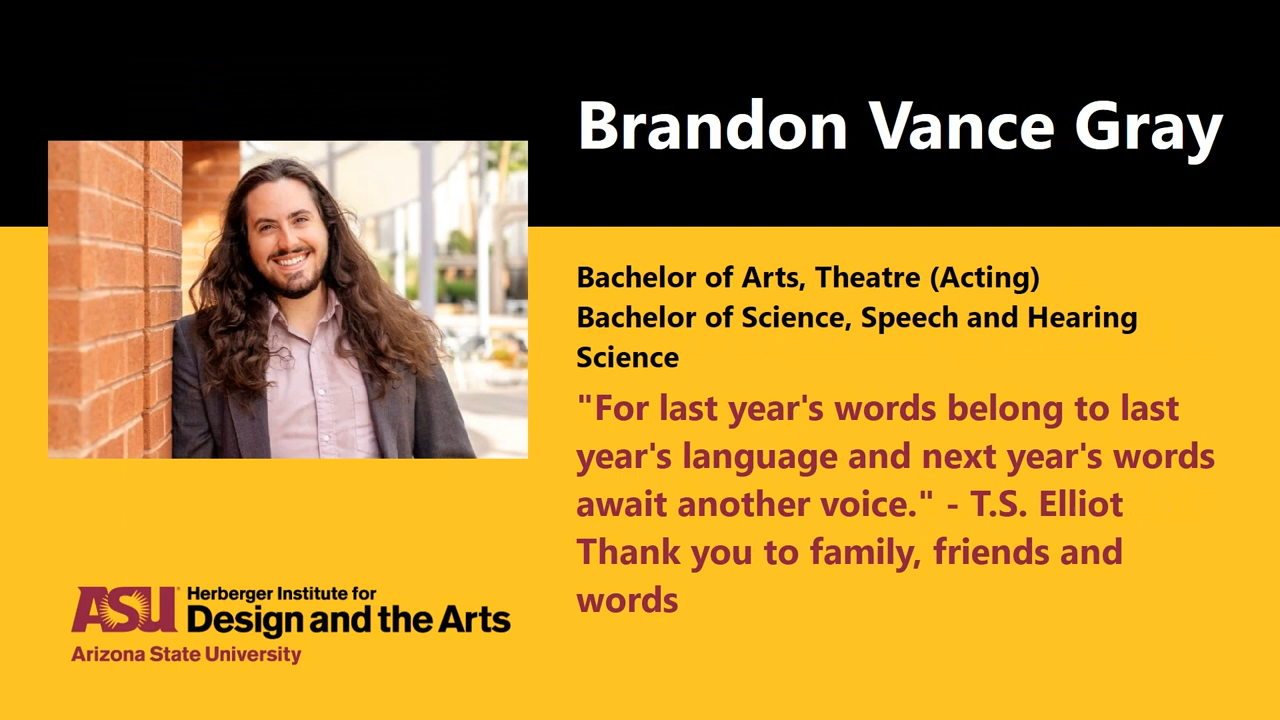 Brandon Vance Gray
Bachelor of Arts, Theatre (Acting)
Bachelor of Science, Speech and Hearing
Science
"For last year's words belong to last
year's language and next year's words
await another voice." - T.S. Elliot
Thank you to family, friends and
words
ASU Herberger Institute for
Design and the Arts
Arizona State University